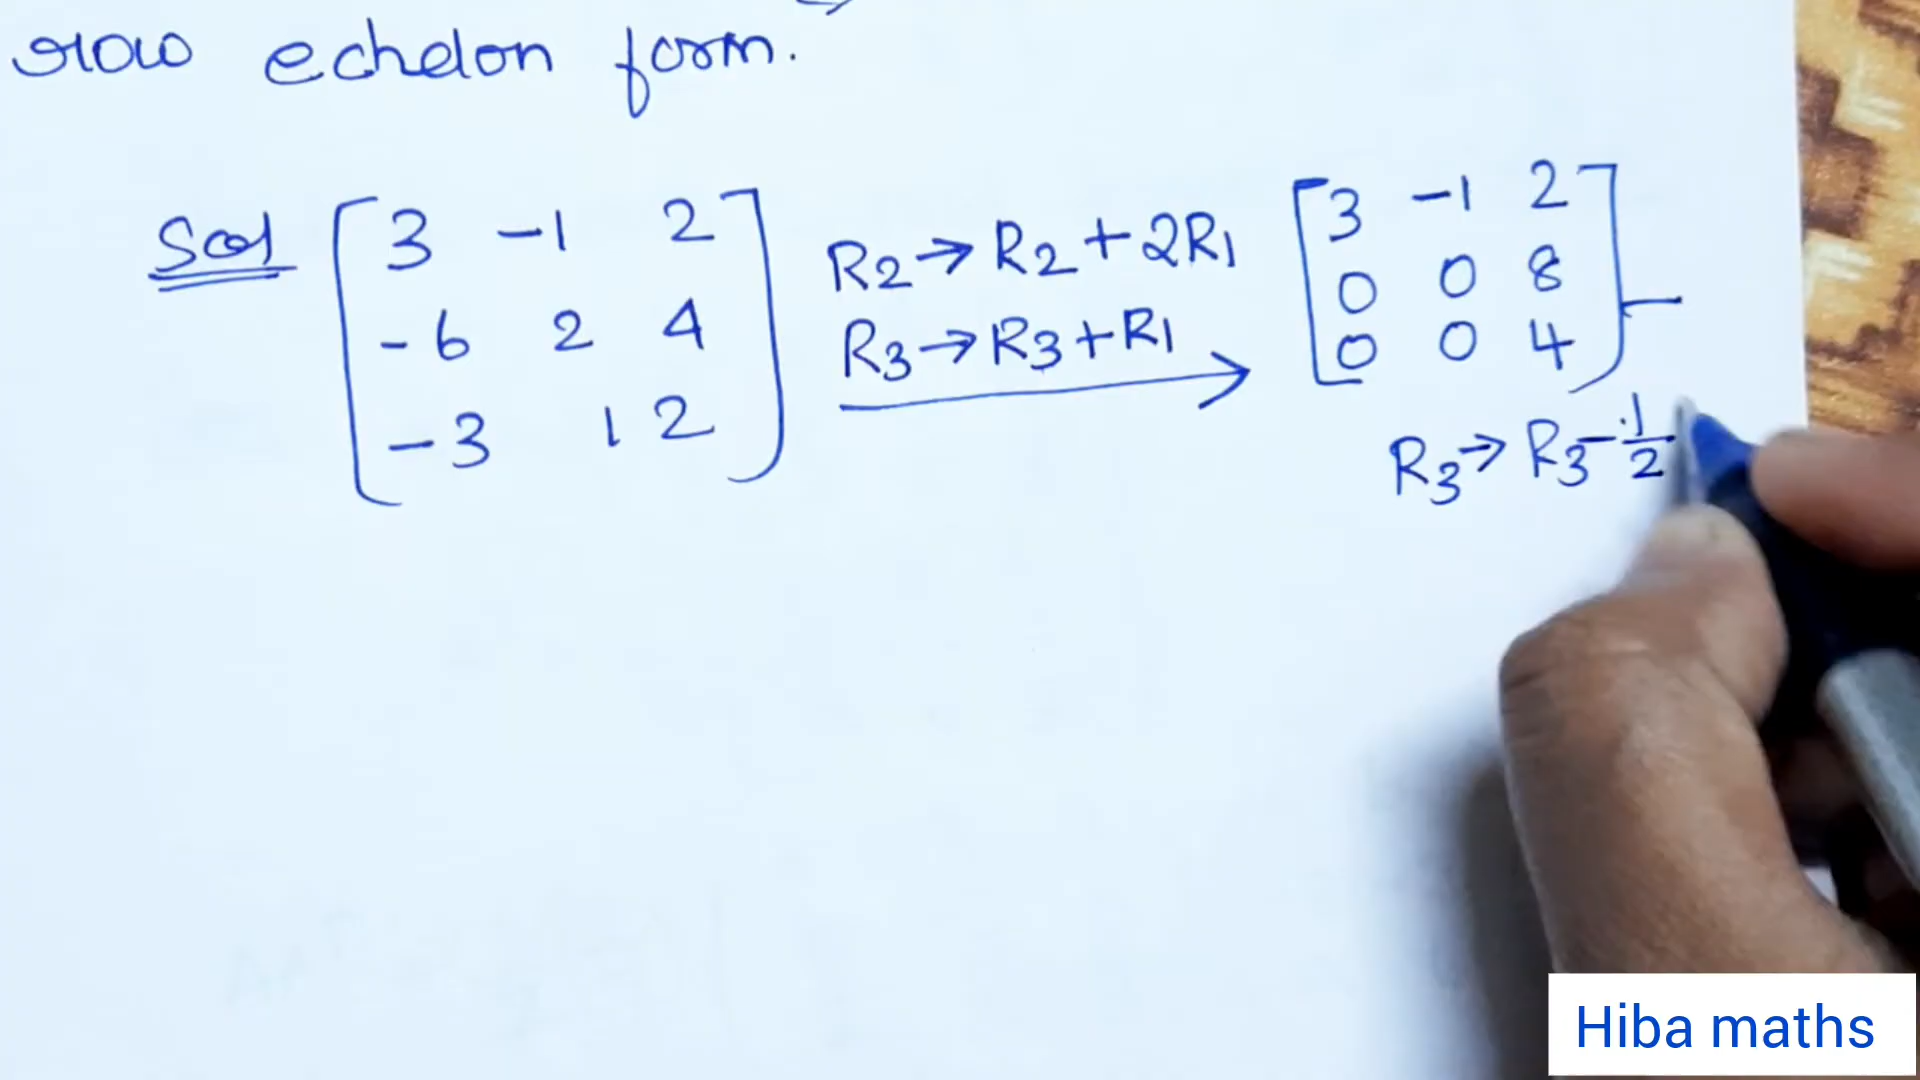 row echelon form.
Sol [3 -1 2] R2→R2+2R1 [3 -1 2]
[-6 2 4] R3→R3+R1 [0 0 8]
[-3 1 2] → [0 0 4]
R3→R3-1/2
Hiba maths